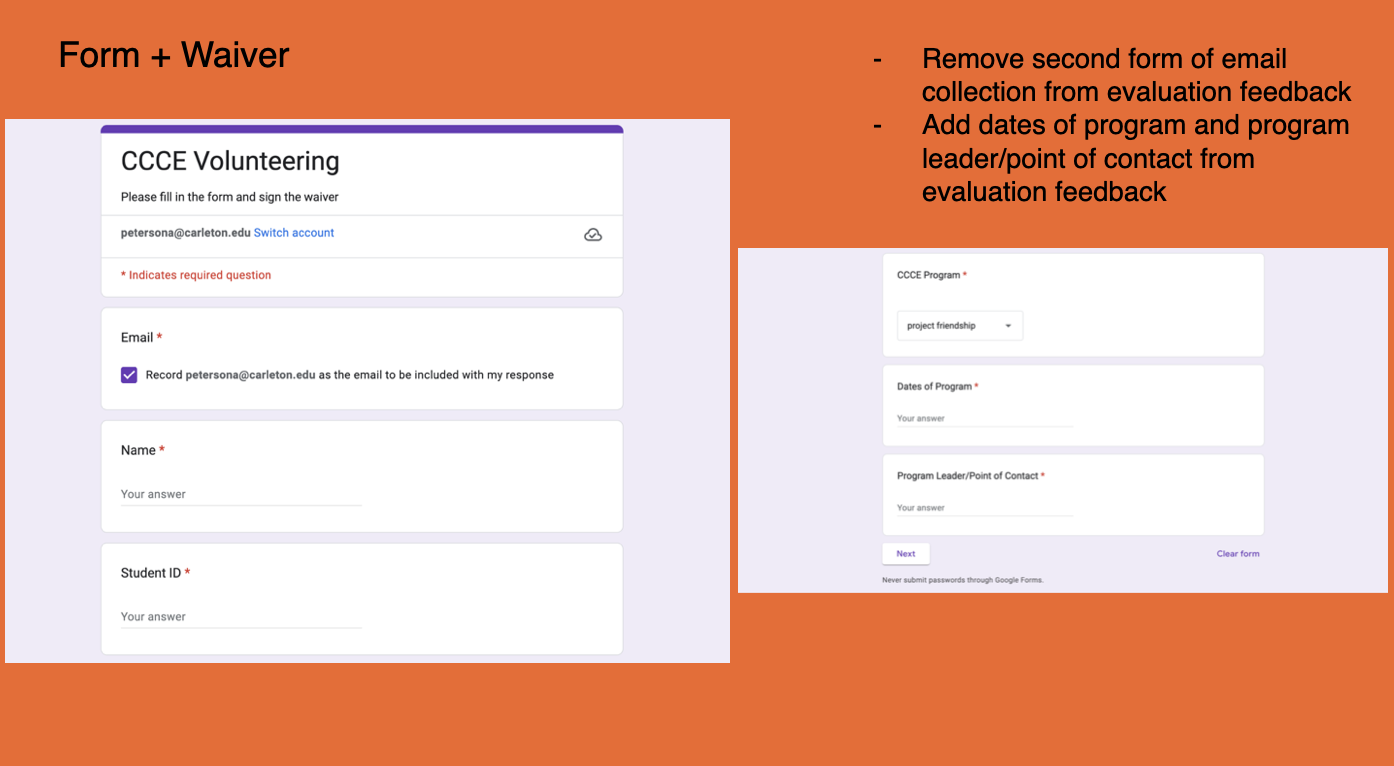 Form + Waiver
- Remove second form of email
collection from evaluation feedback
- Add dates of program and program
leader/point of contact from
evaluation feedback
CCCE Volunteering
Please fill in the form and sign the waiver
petersona@carleton.edu Switch account
* Indicates required question
Email *
Record petersona@carleton.edu as the email to be included with my response
Name *
Your answer
Student ID *
Your answer
CCCE Program *
project friendship
Dates of Program *
Your answer
Program Leader/Point of Contact *
Your answer
Next
Clear form
Never submit passwords through Google Forms.